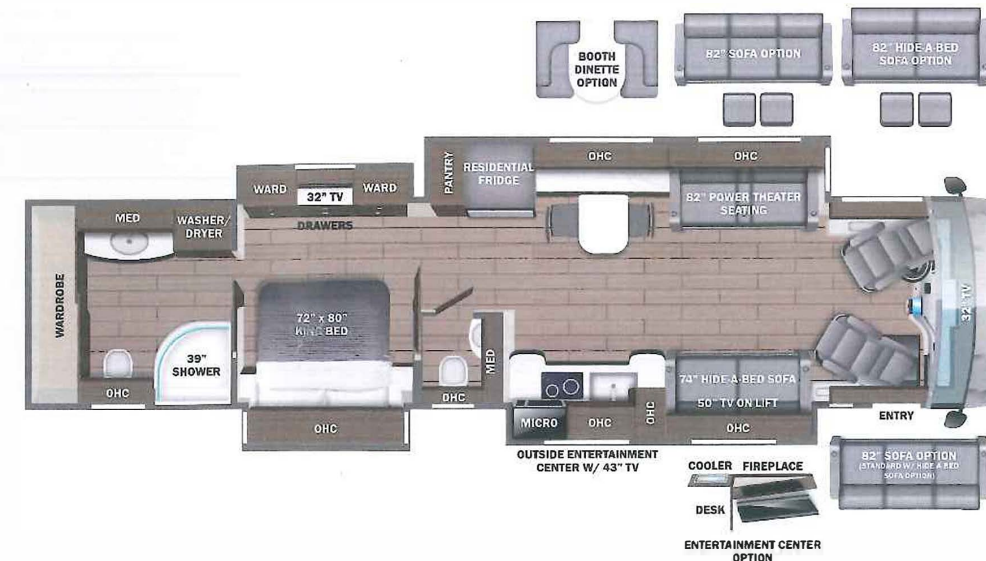 BOOTH
DINETTE
OPTION
82" SOFA OPTION
82" HIDE-A-BED
SOFA OPTION
OHC
OHC
PANTRY
RESIDENTIAL
FRIDGE
WARD
32" TV
WARD
DRAWERS
82" POWER THEATER
SEATING
MED
WASHER/
DRYER
WARDROBE
72" x 80"
KING BED
32" TV
39"
SHOWER
MED
OHC
OHC
OHC
MICRO
OHC
OHC
74" HIDE-A-BED SOFA
50" TV ON LIFT
OHC
ENTRY
OUTSIDE ENTERTAINMENT
CENTER W/ 43" TV
COOLER
FIREPLACE
DESK
ENTERTAINMENT CENTER
OPTION
82" SOFA OPTION
(STANDARD W/ HIDE A BED
SOFA OPTION)